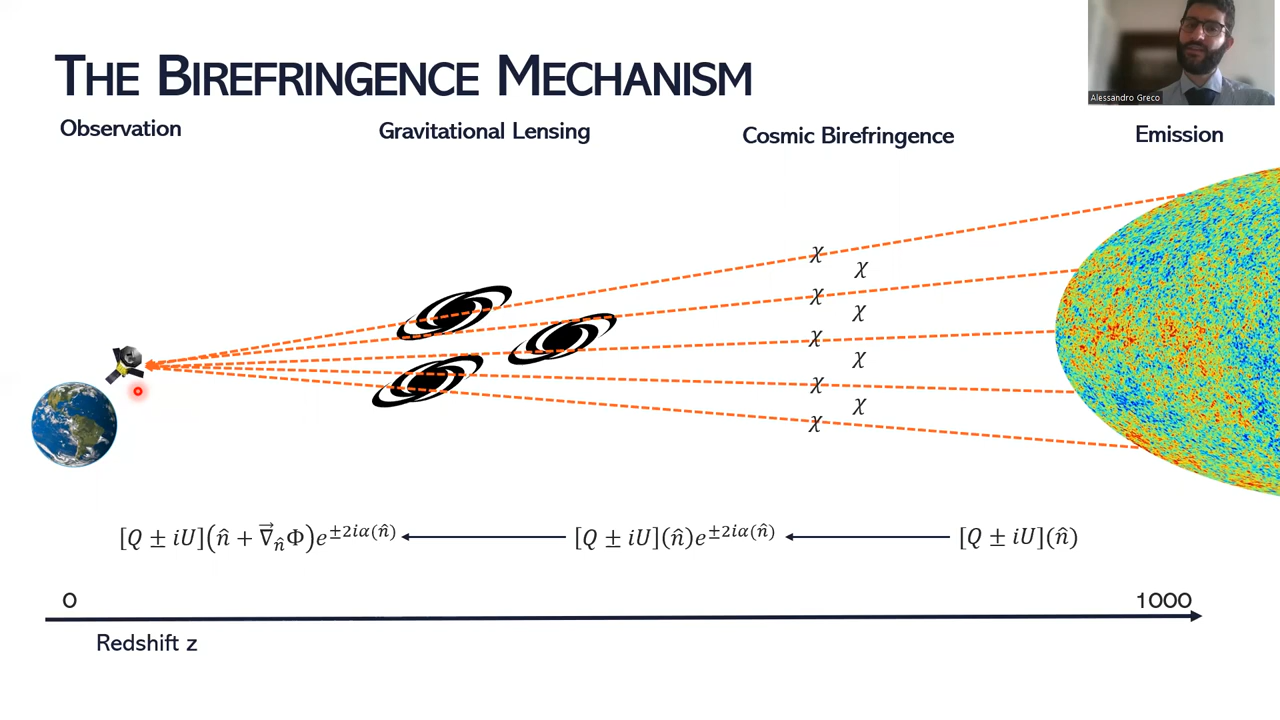 THE BIREFRINGENCE MECHANISM
Alessandro Greco
Observation
Gravitational Lensing
Cosmic Birefringence
Emission
χ
χ
χ
χ
χ
χ
χ
χ
χ
[Q ± iU](n̂ + ∇⃗_n̂Φ)e^{±2iα(n̂)}
[Q ± iU](n̂)e^{±2iα(n̂)}
[Q ± iU](n̂)
0
1000
Redshift z